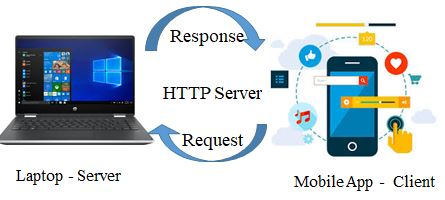 Response
HTTP Server
Request
Laptop - Server
Mobile App - Client